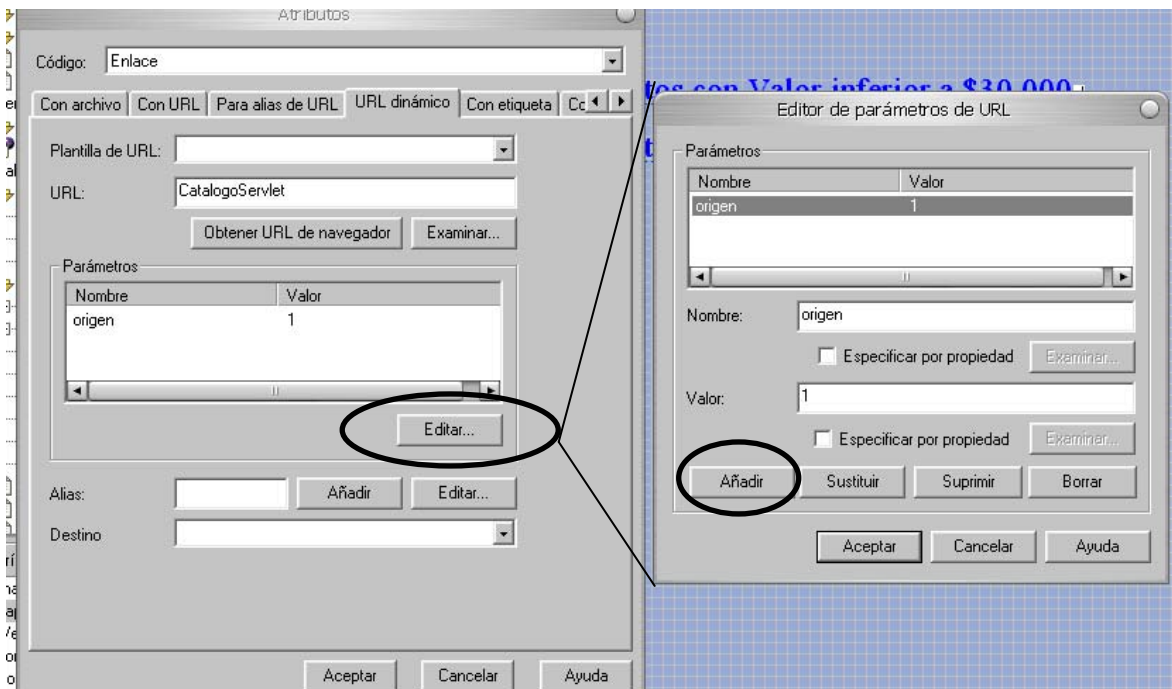 Atributos
Código: Enlace
Con archivo Con URL Para alias de URL URL dinámico Con etiqueta
Plantilla de URL:
URL: CatalogoServlet
Obtener URL de navegador Examinar...
Parámetros
Nombre Valor
origen 1
Editar...
Alias: Añadir Editar...
Destino
Aceptar Cancelar Ayuda
tos con Valor inferior a $30.000
Editor de parámetros de URL
Parámetros
Nombre Valor
origen 1
Nombre: origen
Especificar por propiedad Examinar...
Valor: 1
Especificar por propiedad Examinar...
Añadir Sustituir Suprimir Borrar
Aceptar Cancelar Ayuda